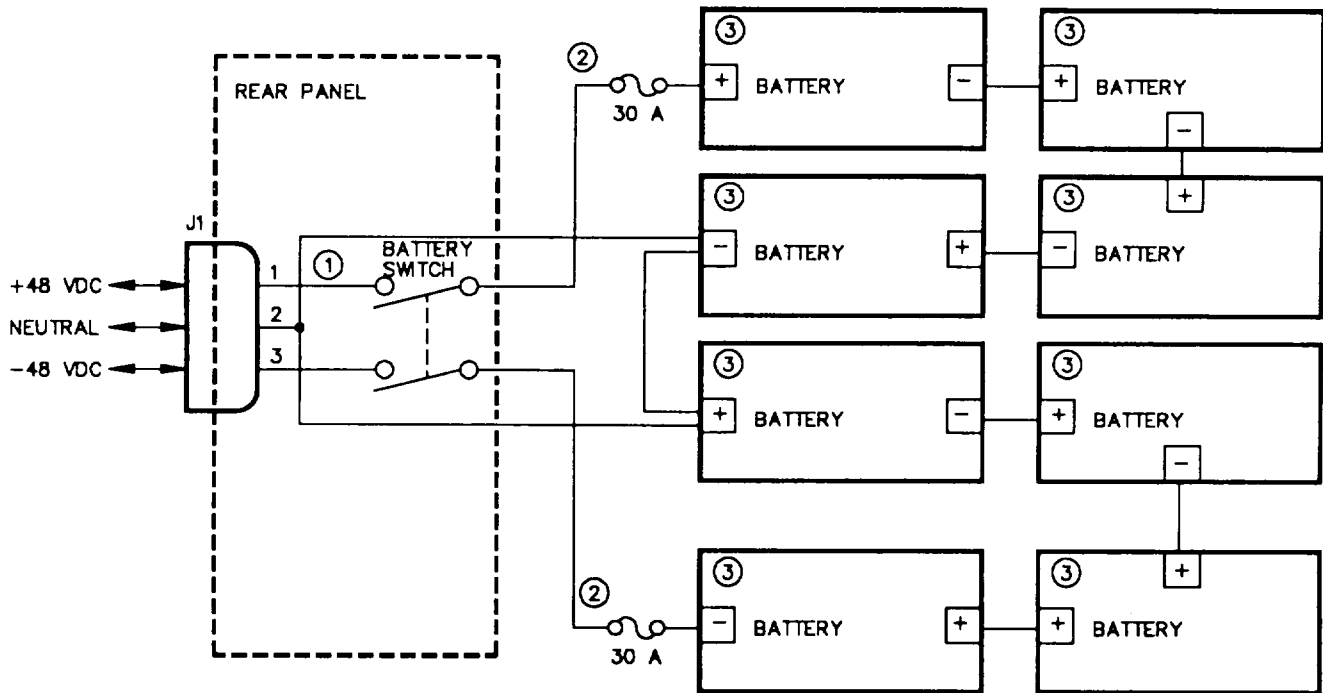 ③
③
②
+
BATTERY
-
+
BATTERY
30 A
-
REAR PANEL
③
③
+
J1
-
BATTERY
+
-
BATTERY
BATTERY
SWITCH
①
1
+48 VDC
2
NEUTRAL
3
-48 VDC
③
③
+
BATTERY
-
+
BATTERY
-
③
③
+
②
-
BATTERY
+
+
BATTERY
30 A